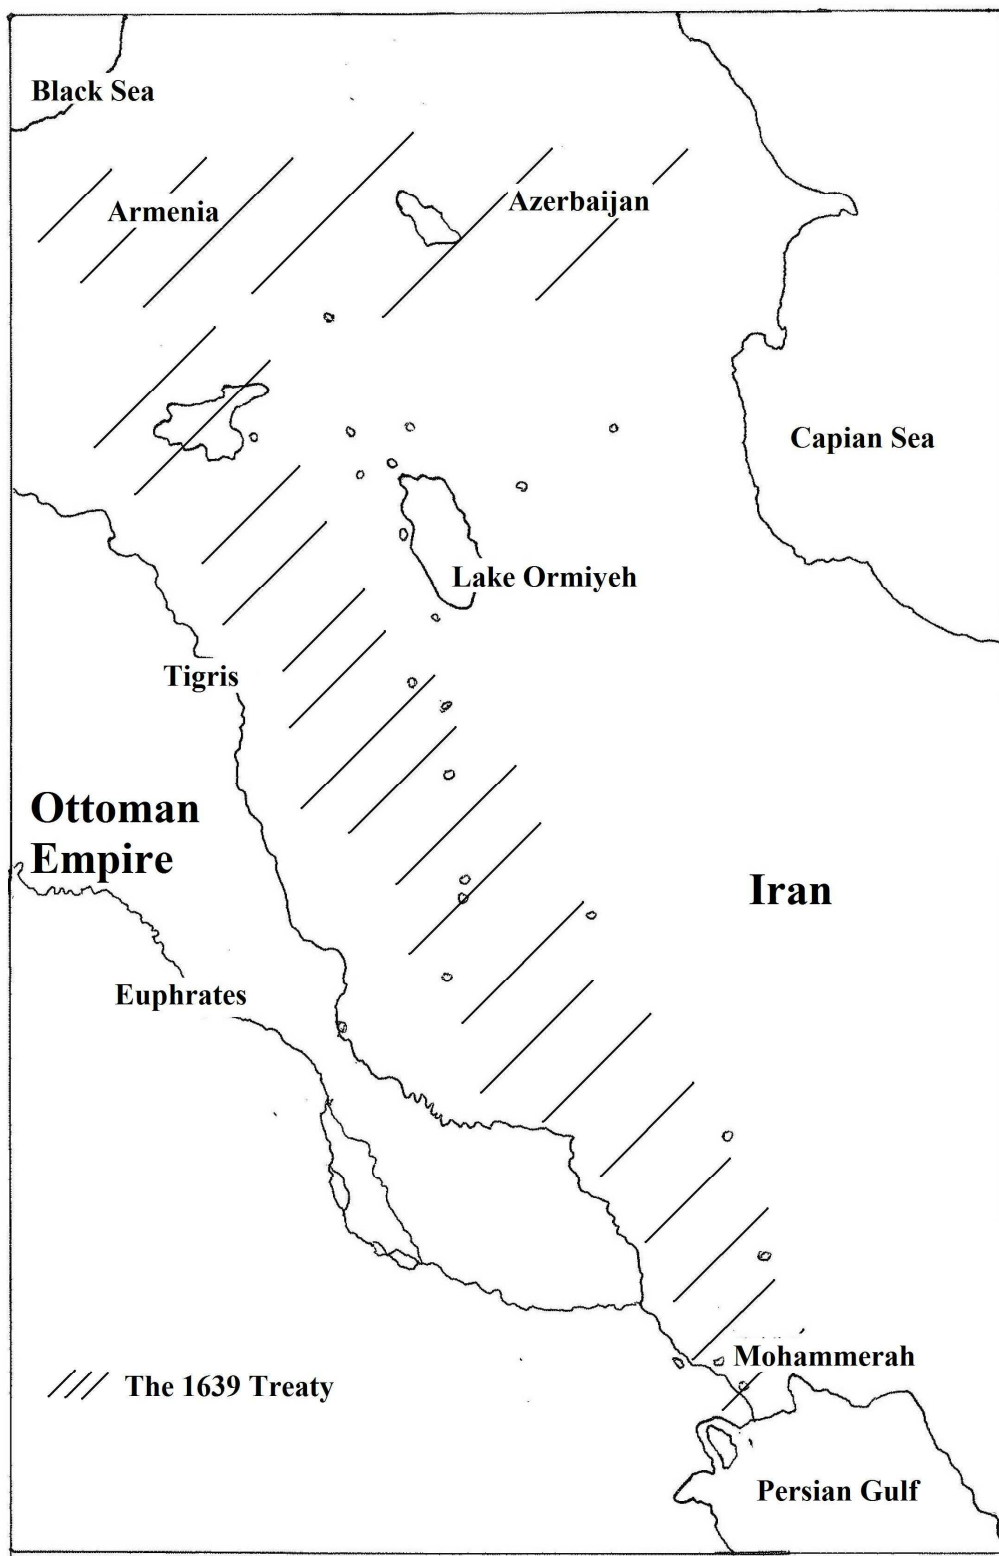 Black Sea
Armenia
Azerbaijan
Capian Sea
Lake Ormiyeh
Tigris
Ottoman
Empire
Iran
Euphrates
Mohammerah
The 1639 Treaty
Persian Gulf